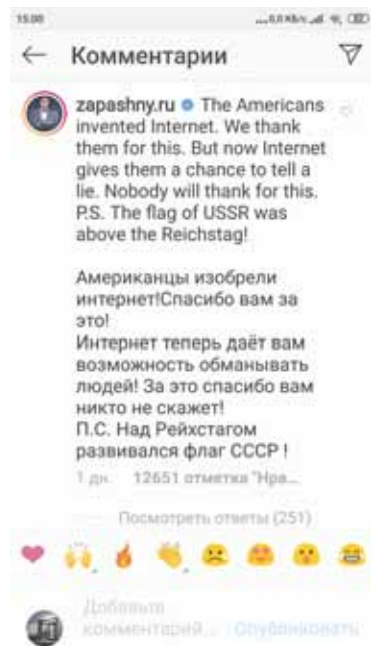 15:00
Комментарии
zapashny.ru The Americans
invented Internet. We thank
them for this. But now Internet
gives them a chance to tell a
lie. Nobody will thank for this.
P.S. The flag of USSR was
above the Reichstag!
Американцы изобрели
интернет!Спасибо вам за
это!
Интернет теперь даёт вам
возможность обманывать
людей! За это спасибо вам
никто не скажет!
П.С. Над Рейхстагом
развивался флаг СССР !
1 дн. 12651 отметка "Нра...
Посмотреть ответы (251)
Добавьте
комментарий... Опубликовать